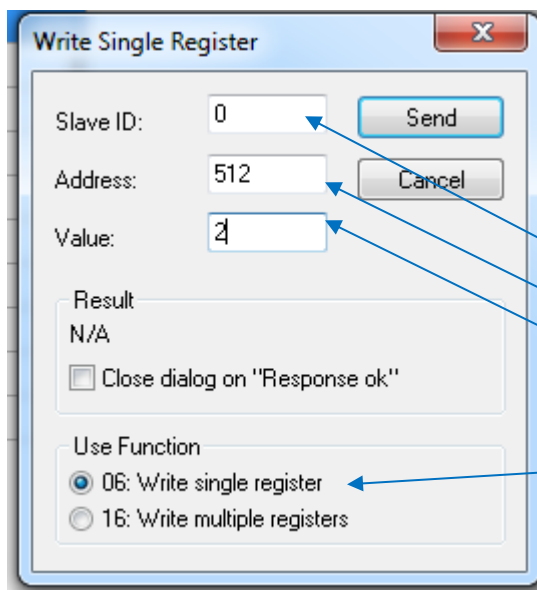 Write Single Register
Slave ID: 0 Send
Address: 512 Cancel
Value: 2
Result
N/A
Close dialog on "Response ok"
Use Function
06: Write single register
16: Write multiple registers